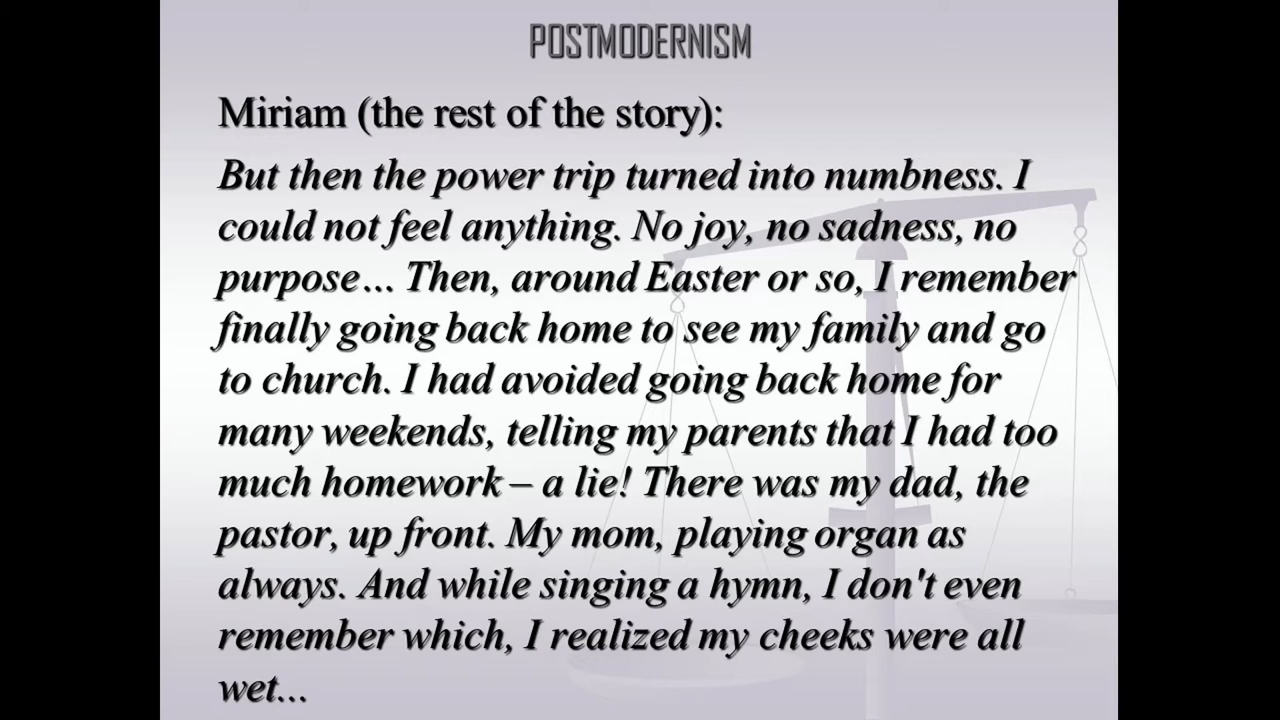 POSTMODERNISM
Miriam (the rest of the story):
But then the power trip turned into numbness. I
could not feel anything. No joy, no sadness, no
purpose... Then, around Easter or so, I remember
finally going back home to see my family and go
to church. I had avoided going back home for
many weekends, telling my parents that I had too
much homework – a lie! There was my dad, the
pastor, up front. My mom, playing organ as
always. And while singing a hymn, I don't even
remember which, I realized my cheeks were all
wet...